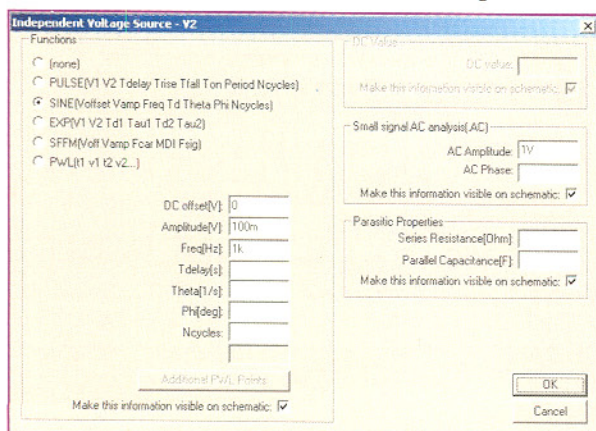 Independent Voltage Source - V2
Functions
(none)
PULSE(V1 V2 Tdelay Trise Tfall Ton Period Ncycles)
SINE(Voffset Vamp Freq Td Theta Phi Ncycles)
EXP(V1 V2 Td1 Tau1 Td2 Tau2)
SFFM(Voff Vamp Fcar MDI Fsig)
PWL(t1 v1 t2 v2...)
DC offset[V]: 0
Amplitude[V]: 100m
Freq[Hz]: 1k
Tdelay[s]:
Theta[1/s]:
Phi[deg]:
Ncycles:
Additional PWL Points
Make this information visible on schematic:
DC Value
DC value:
Make this information visible on schematic:
Small signal AC analysis(.AC)
AC Amplitude: 1V
AC Phase:
Make this information visible on schematic:
Parasitic Properties
Series Resistance[Ohm]:
Parallel Capacitance[F]:
Make this information visible on schematic:
OK
Cancel